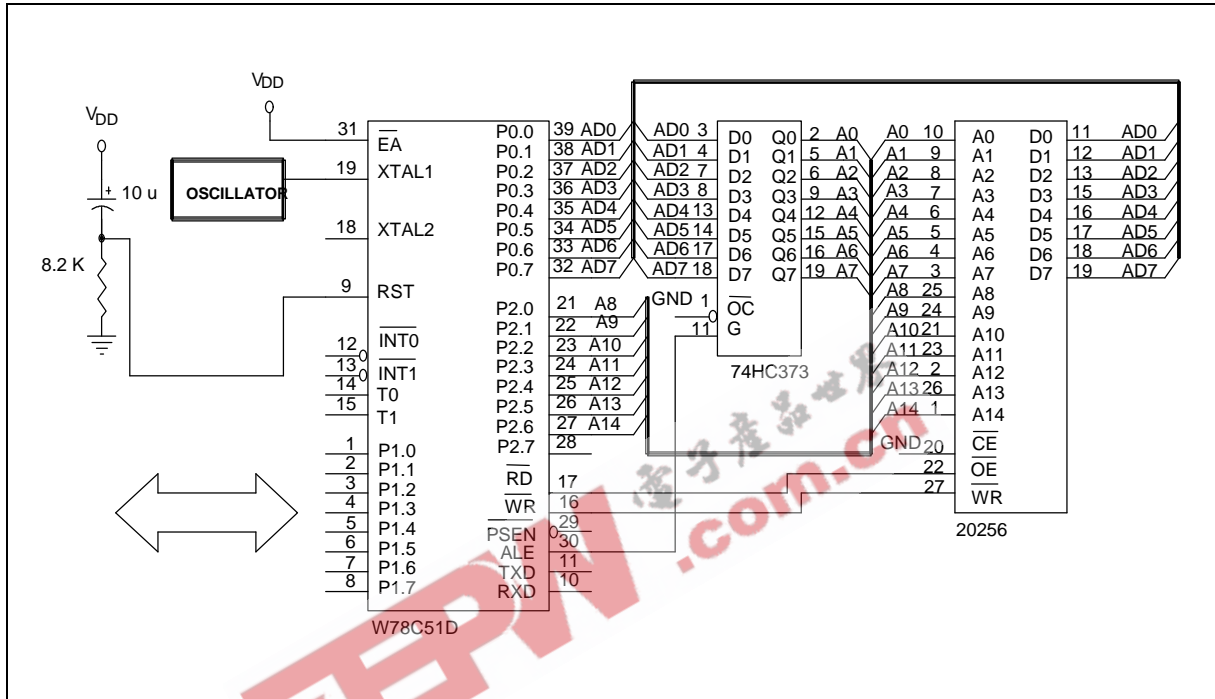 VDD
VDD
10 u
8.2 K
OSCILLATOR
31 EA
19 XTAL1
18 XTAL2
9 RST
12 INT0
13 INT1
14 T0
15 T1
1 P1.0
2 P1.1
3 P1.2
4 P1.3
5 P1.4
6 P1.5
7 P1.6
8 P1.7
P0.0 39 AD0
P0.1 38 AD1
P0.2 37 AD2
P0.3 36 AD3
P0.4 35 AD4
P0.5 34 AD5
P0.6 33 AD6
P0.7 32 AD7
P2.0 21 A8
P2.1 22 A9
P2.2 23 A10
P2.3 24 A11
P2.4 25 A12
P2.5 26 A13
P2.6 27 A14
P2.7 28
RD 17
WR 16
PSEN 29
ALE 30
TXD 11
RXD 10
W78C51D
AD0 3 D0 Q0 2 A0
AD1 4 D1 Q1 5 A1
AD2 7 D2 Q2 6 A2
AD3 8 D3 Q3 9 A3
AD4 13 D4 Q4 12 A4
AD5 14 D5 Q5 15 A5
AD6 17 D6 Q6 16 A6
AD7 18 D7 Q7 19 A7
GND 1 OC
11 G
74HC373
A0 10 A0 D0 11 AD0
A1 9 A1 D1 12 AD1
A2 8 A2 D2 13 AD2
A3 7 A3 D3 15 AD3
A4 6 A4 D4 16 AD4
A5 5 A5 D5 17 AD5
A6 4 A6 D6 18 AD6
A7 3 A7 D7 19 AD7
A8 25 A8
A9 24 A9
A10 21 A10
A11 23 A11
A12 2 A12
A13 26 A13
A14 1 A14
GND 20 CE
22 OE
27 WR
20256
電子産品世界
EEPW.com.cn